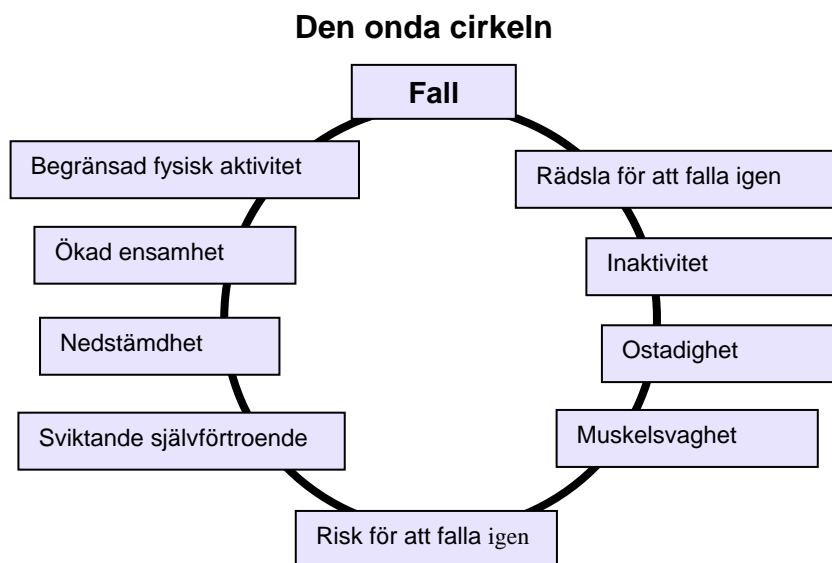 Den onda cirkeln
Fall
Begränsad fysisk aktivitet
Rädsla för att falla igen
Ökad ensamhet
Inaktivitet
Nedstämdhet
Ostadighet
Sviktande självförtroende
Muskelsvaghet
Risk för att falla igen